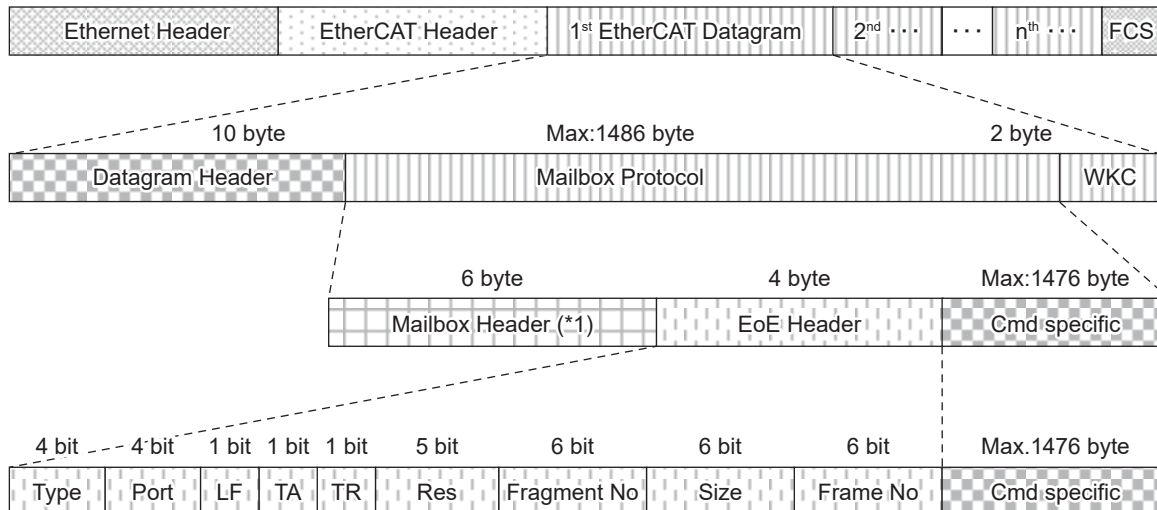 Ethernet Header EtherCAT Header 1st EtherCAT Datagram 2nd ··· ··· nth ··· FCS
10 byte Max:1486 byte 2 byte
Datagram Header Mailbox Protocol WKC
6 byte 4 byte Max:1476 byte
Mailbox Header (*1) EoE Header Cmd specific
4 bit 4 bit 1 bit 1 bit 1 bit 5 bit 6 bit 6 bit 6 bit Max.1476 byte
Type Port LF TA TR Res Fragment No Size Frame No Cmd specific